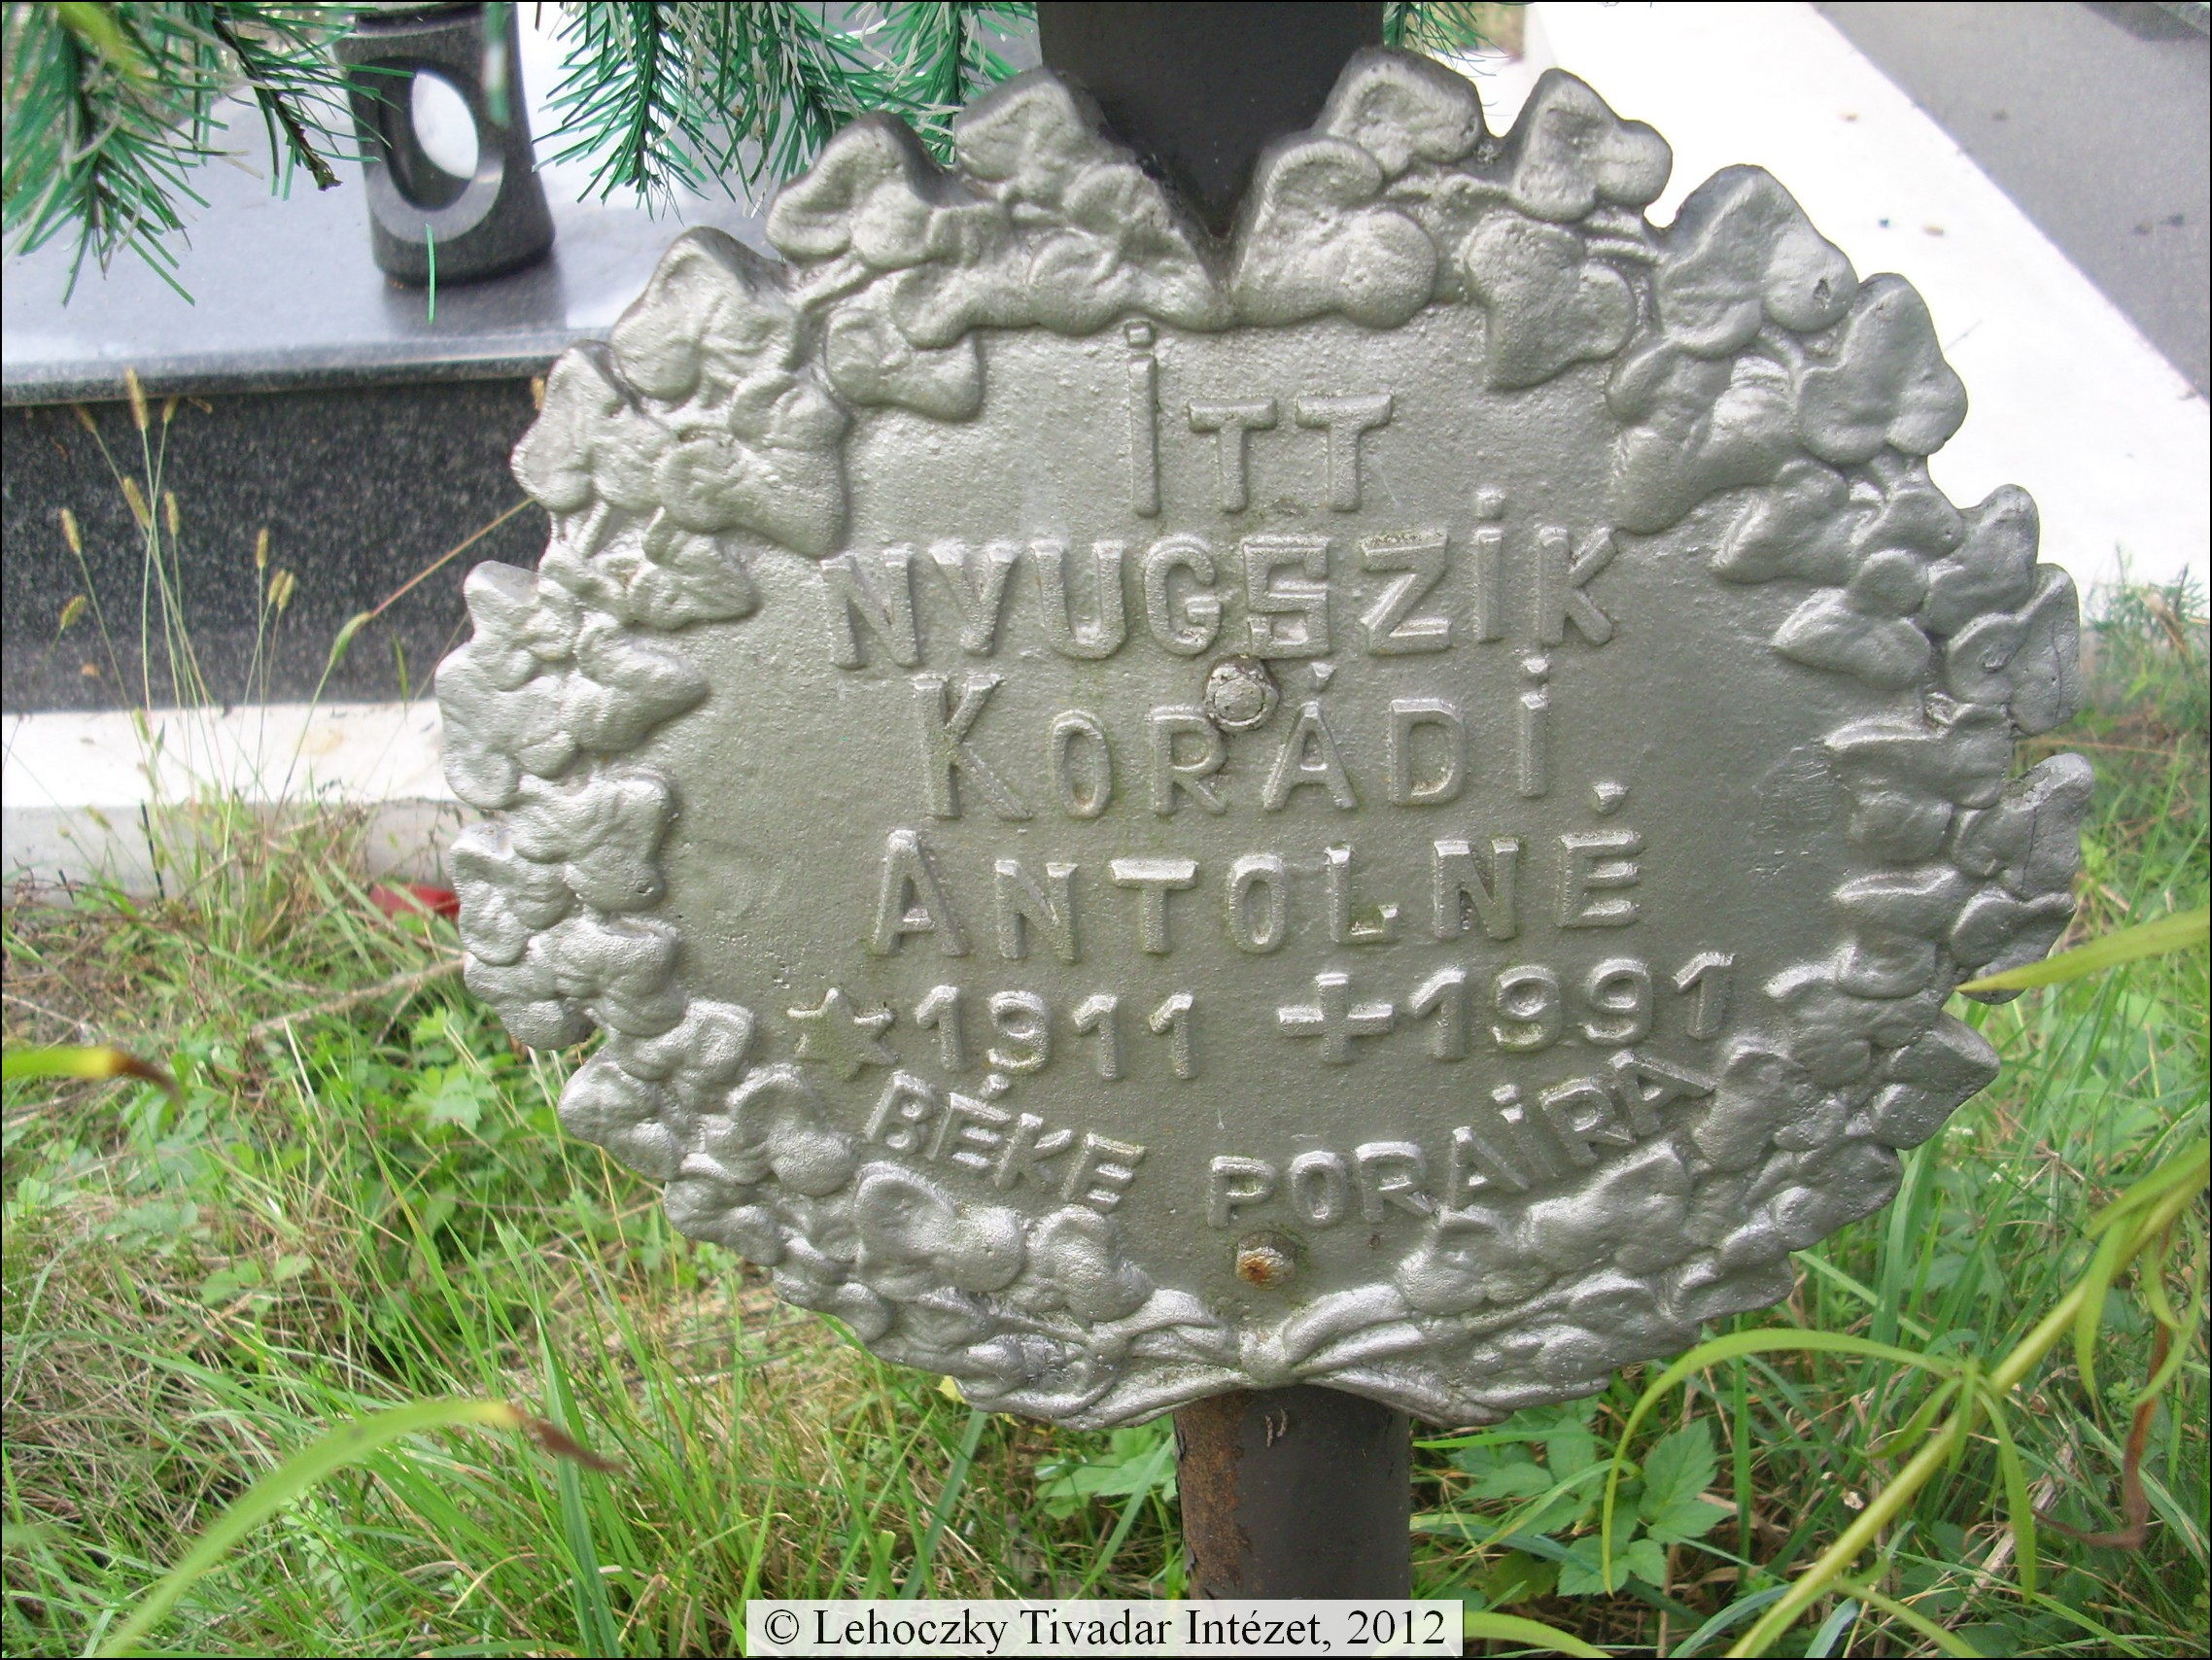 İTT
NYUGSZİK
KORÁDİ
ANTOLNÉ
★1911 ✝1991
BÉKE PORAİRA
© Lehoczky Tivadar Intézet, 2012